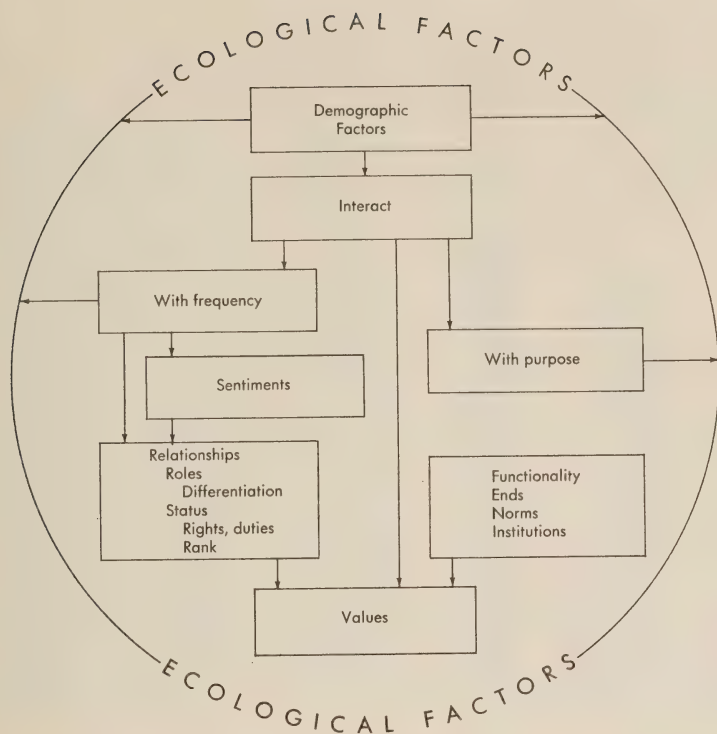 ECOLOGICAL FACTORS
Demographic
Factors
Interact
With frequency
With purpose
Sentiments
Relationships
Roles
Differentiation
Status
Rights, duties
Rank
Functionality
Ends
Norms
Institutions
Values
ECOLOGICAL FACTORS